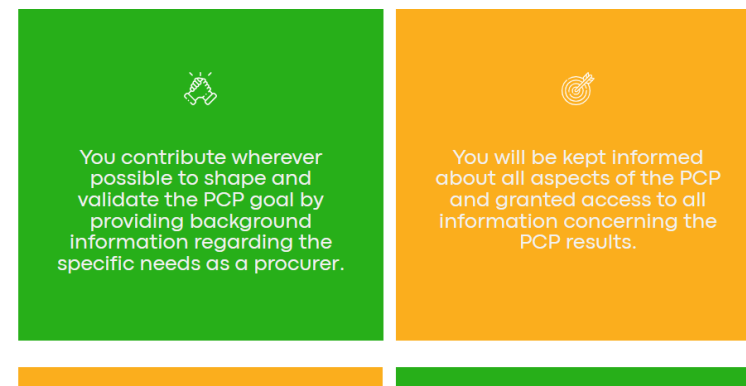 You contribute wherever
possible to shape and
validate the PCP goal by
providing background
information regarding the
specific needs as a procurer.
You will be kept informed
about all aspects of the PCP
and granted access to all
information concerning the
PCP results.